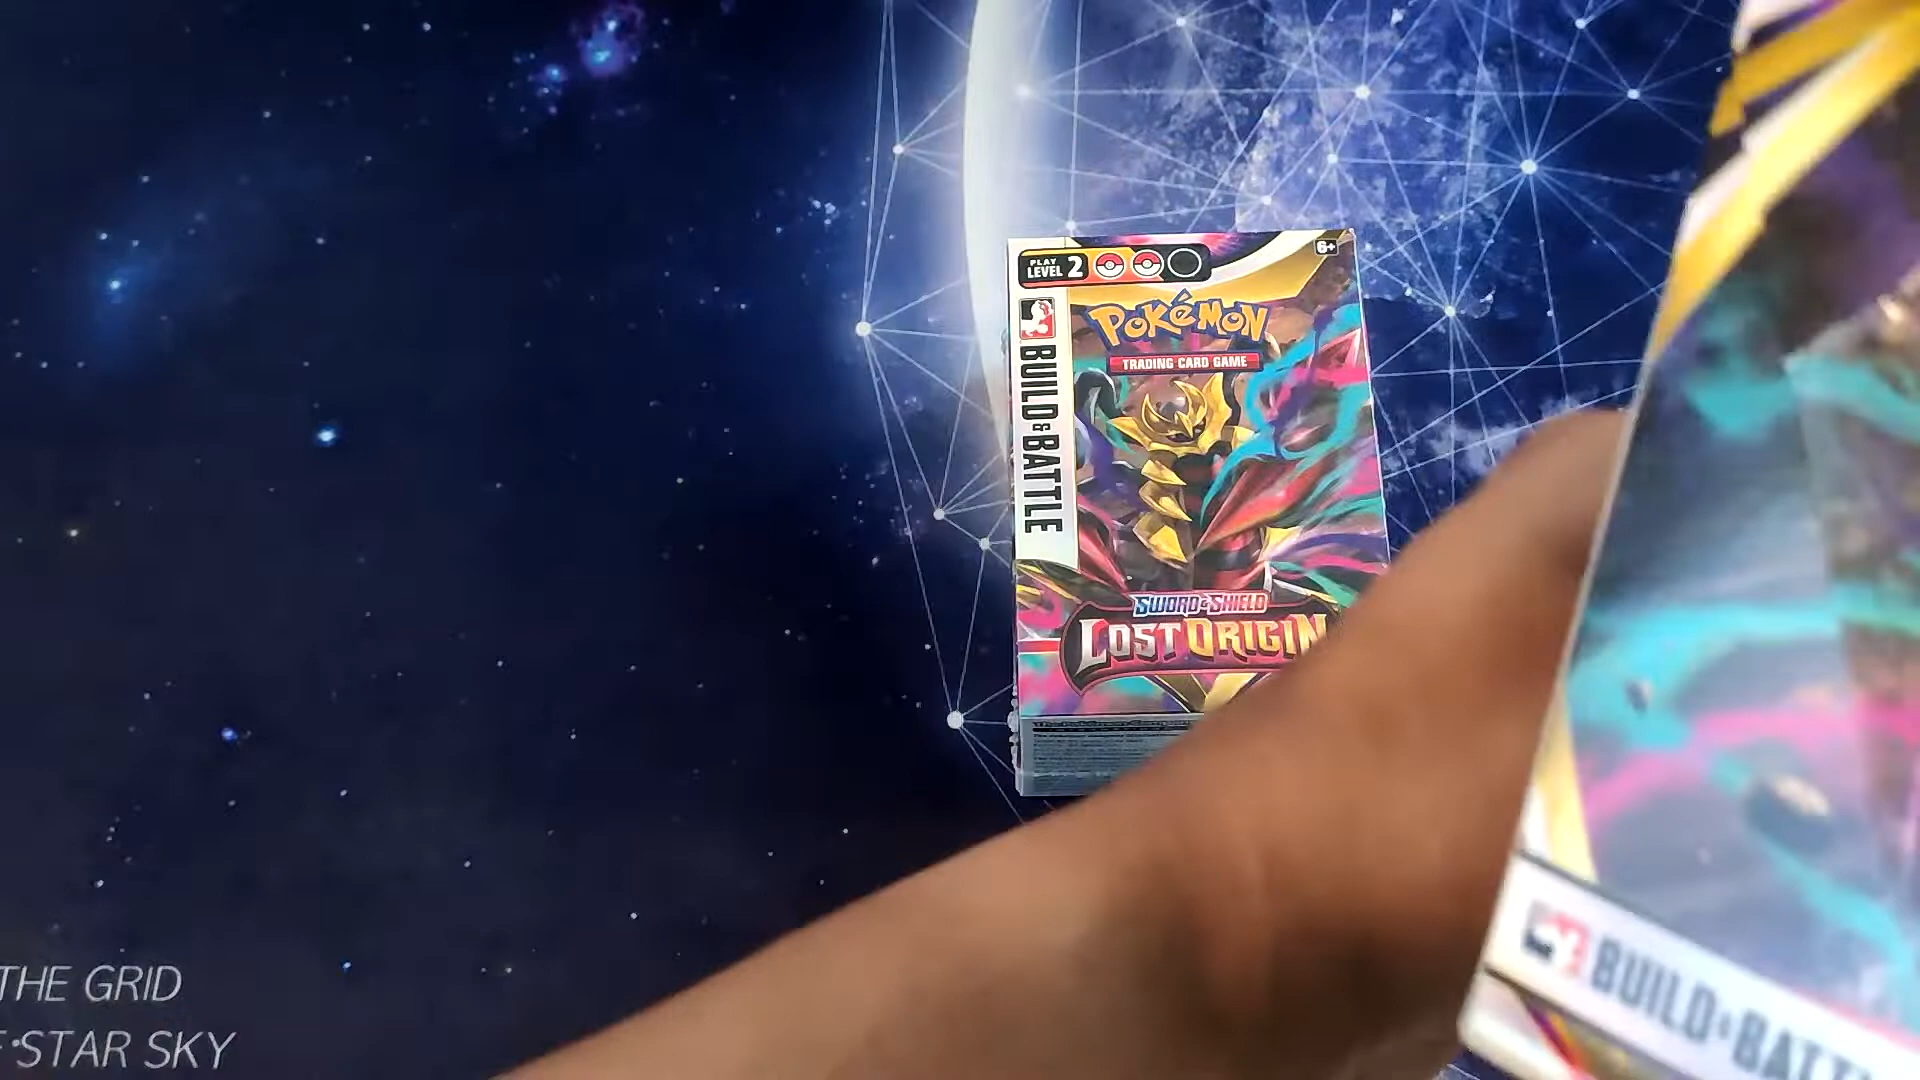 PLAY
LEVEL 2
6+
POKéMON
TRADING CARD GAME
BUILD & BATTLE
SWORD & SHIELD
LOST ORIGIN
THE GRID
STAR SKY
BUILD & BATTL